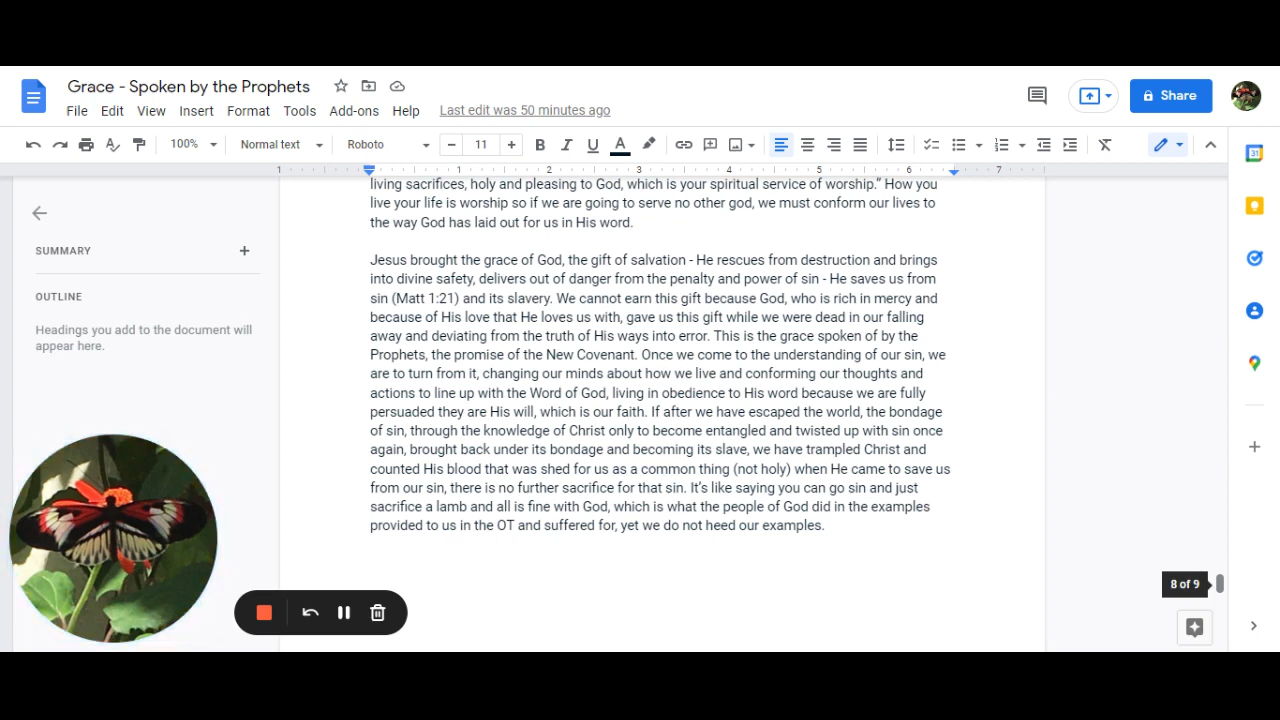 Grace - Spoken by the Prophets
File Edit View Insert Format Tools Add-ons Help Last edit was 50 minutes ago
Share
100% Normal text Roboto 11
1 1 2 3 4 5 6 7
31
SUMMARY
OUTLINE
Headings you add to the document will
appear here.
living sacrifices, holy and pleasing to God, which is your spiritual service of worship.” How you
live your life is worship so if we are going to serve no other god, we must conform our lives to
the way God has laid out for us in His word.
Jesus brought the grace of God, the gift of salvation - He rescues from destruction and brings
into divine safety, delivers out of danger from the penalty and power of sin - He saves us from
sin (Matt 1:21) and its slavery. We cannot earn this gift because God, who is rich in mercy and
because of His love that He loves us with, gave us this gift while we were dead in our falling
away and deviating from the truth of His ways into error. This is the grace spoken of by the
Prophets, the promise of the New Covenant. Once we come to the understanding of our sin, we
are to turn from it, changing our minds about how we live and conforming our thoughts and
actions to line up with the Word of God, living in obedience to His word because we are fully
persuaded they are His will, which is our faith. If after we have escaped the world, the bondage
of sin, through the knowledge of Christ only to become entangled and twisted up with sin once
again, brought back under its bondage and becoming its slave, we have trampled Christ and
counted His blood that was shed for us as a common thing (not holy) when He came to save us
from our sin, there is no further sacrifice for that sin. It’s like saying you can go sin and just
sacrifice a lamb and all is fine with God, which is what the people of God did in the examples
provided to us in the OT and suffered for, yet we do not heed our examples.
8 of 9